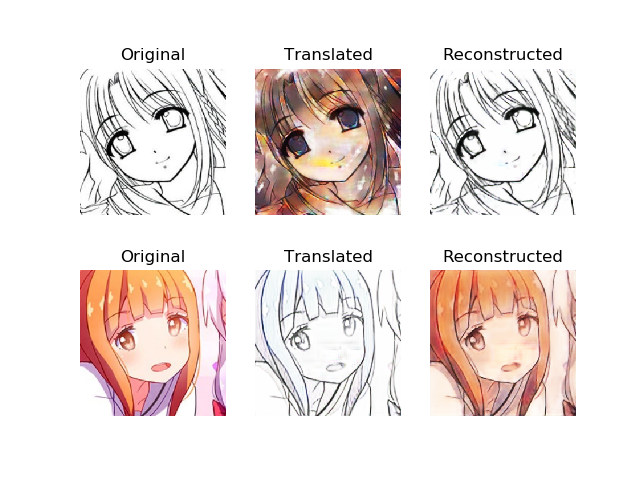 Original
Translated
Reconstructed
Original
Translated
Reconstructed